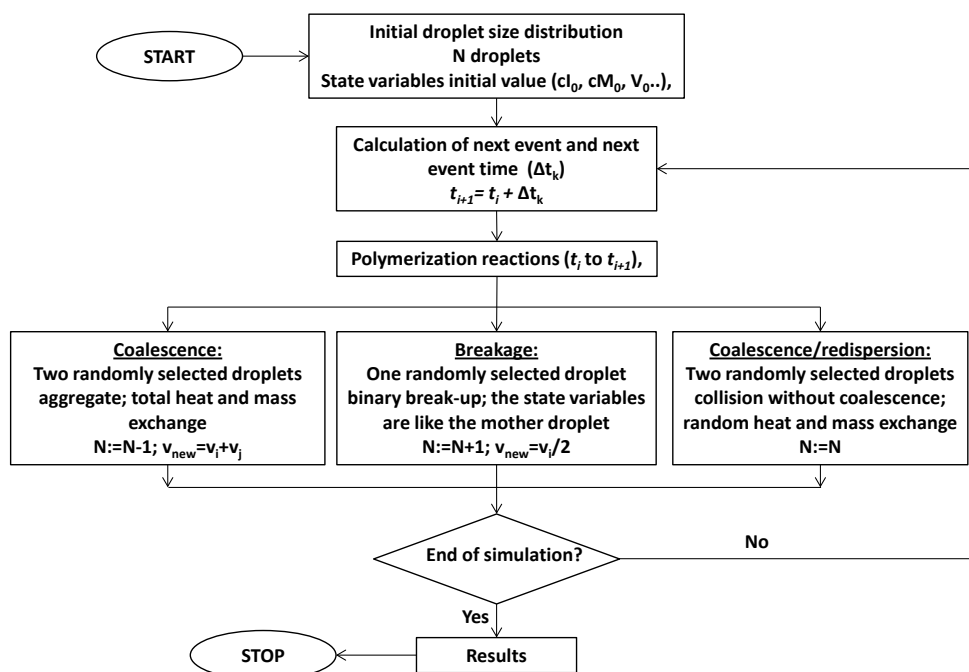 START
Initial droplet size distribution
N droplets
State variables initial value (cI₀, cM₀, V₀..),
Calculation of next event and next
event time (Δtₖ)
tᵢ₊₁= tᵢ + Δtₖ
Polymerization reactions (tᵢ to tᵢ₊₁),
Coalescence:
Two randomly selected droplets
aggregate; total heat and mass
exchange
N:=N-1; v_new=vᵢ+vⱼ
Breakage:
One randomly selected droplet
binary break-up; the state variables
are like the mother droplet
N:=N+1; v_new=vᵢ/2
Coalescence/redispersion:
Two randomly selected droplets
collision without coalescence;
random heat and mass exchange
N:=N
End of simulation?
No
Yes
STOP
Results